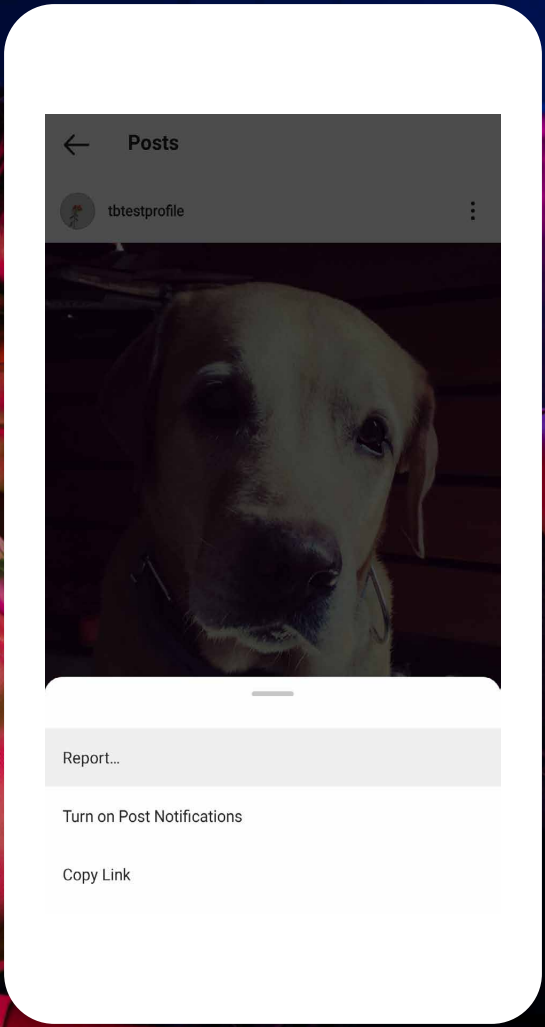 Posts
tbtestprofile
Report...
Turn on Post Notifications
Copy Link